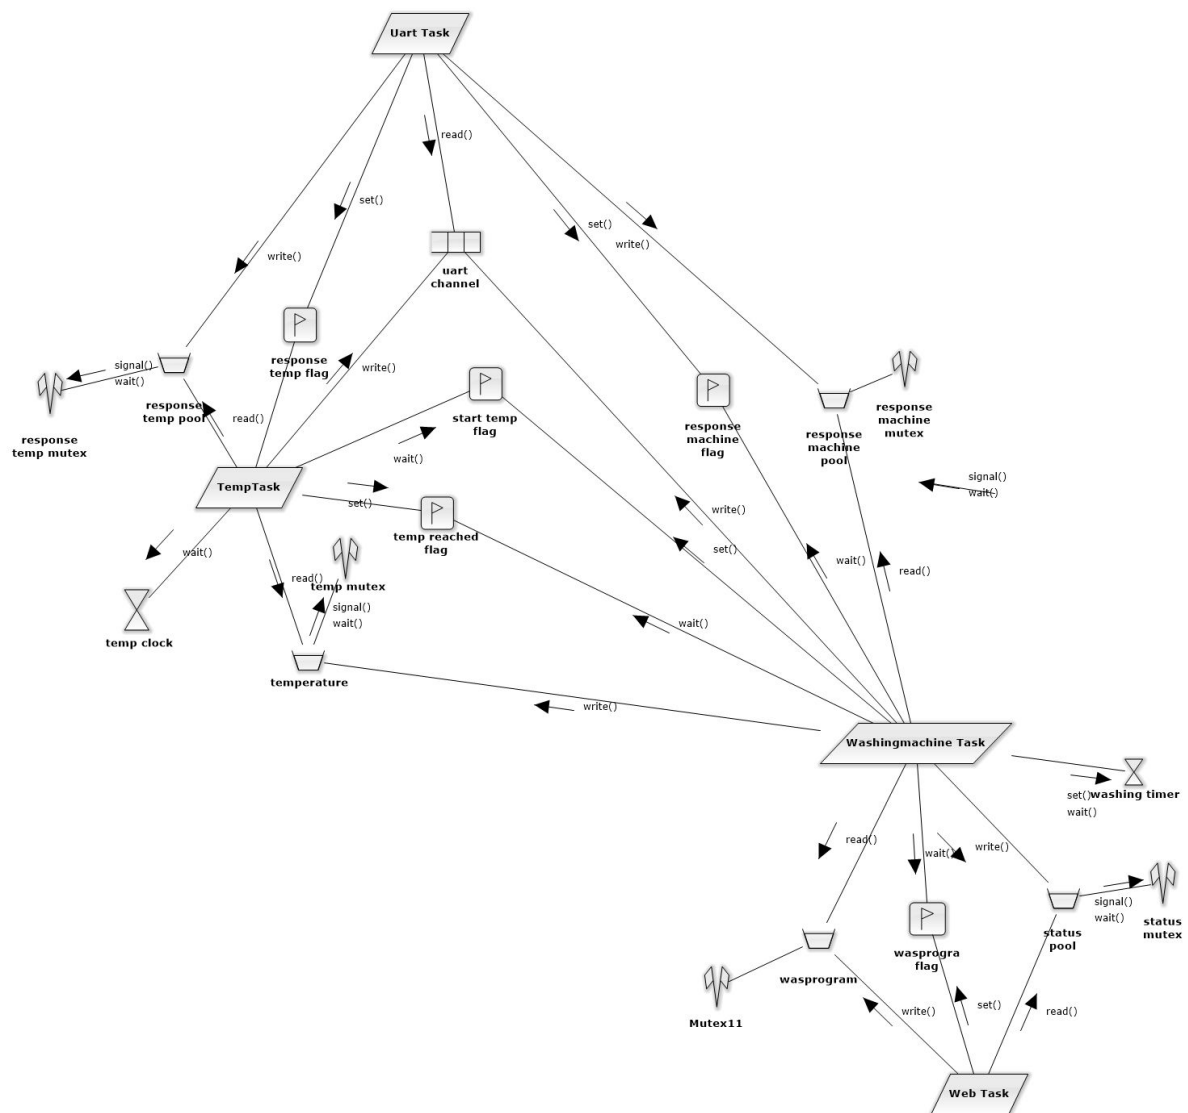 Uart Task
read()
set()
set()
write()
write()
uart
channel
response
temp flag
signal()
wait()
write()
response
temp pool
read()
response
temp mutex
start temp
flag
wait()
response
machine
flag
response
machine
pool
response
machine
mutex
TempTask
set()
temp reached
flag
signal()
wait()
write()
set()
wait()
read()
wait()
read()
temp mutex
signal()
wait()
temp clock
wait()
temperature
write()
Washingmachine Task
set()
wait()
washing timer
read()
wait()
write()
signal()
wait()
status
pool
status
mutex
wasprogra
flag
wasprogram
Mutex11
write()
set()
read()
Web Task